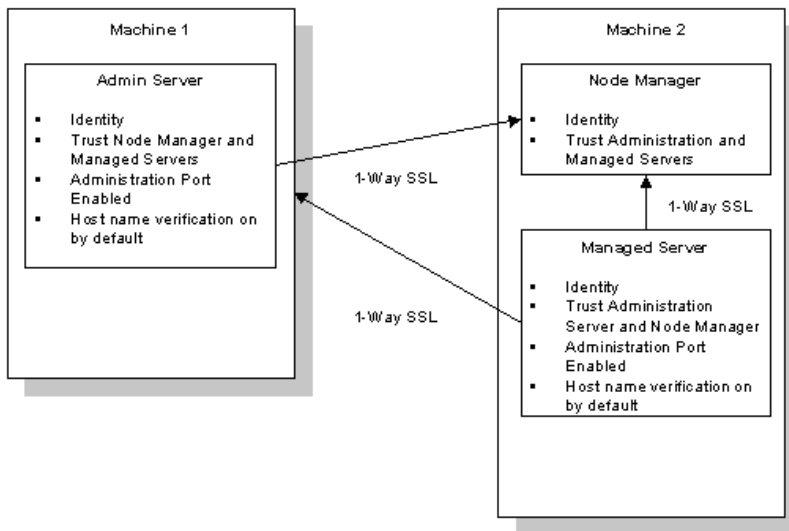 Machine 1
Admin Server
▪ Identity
▪ Trust Node Manager and
Managed Servers
▪ Administration Port
Enabled
▪ Host name verification on
by default
1-Way SSL
1-Way SSL
Machine 2
Node Manager
▪ Identity
▪ Trust Administration and
Managed Servers
1-Way SSL
Managed Server
▪ Identity
▪ Trust Administration
Server and Node Manager
▪ Administration Port
Enabled
▪ Host name verification on
by default